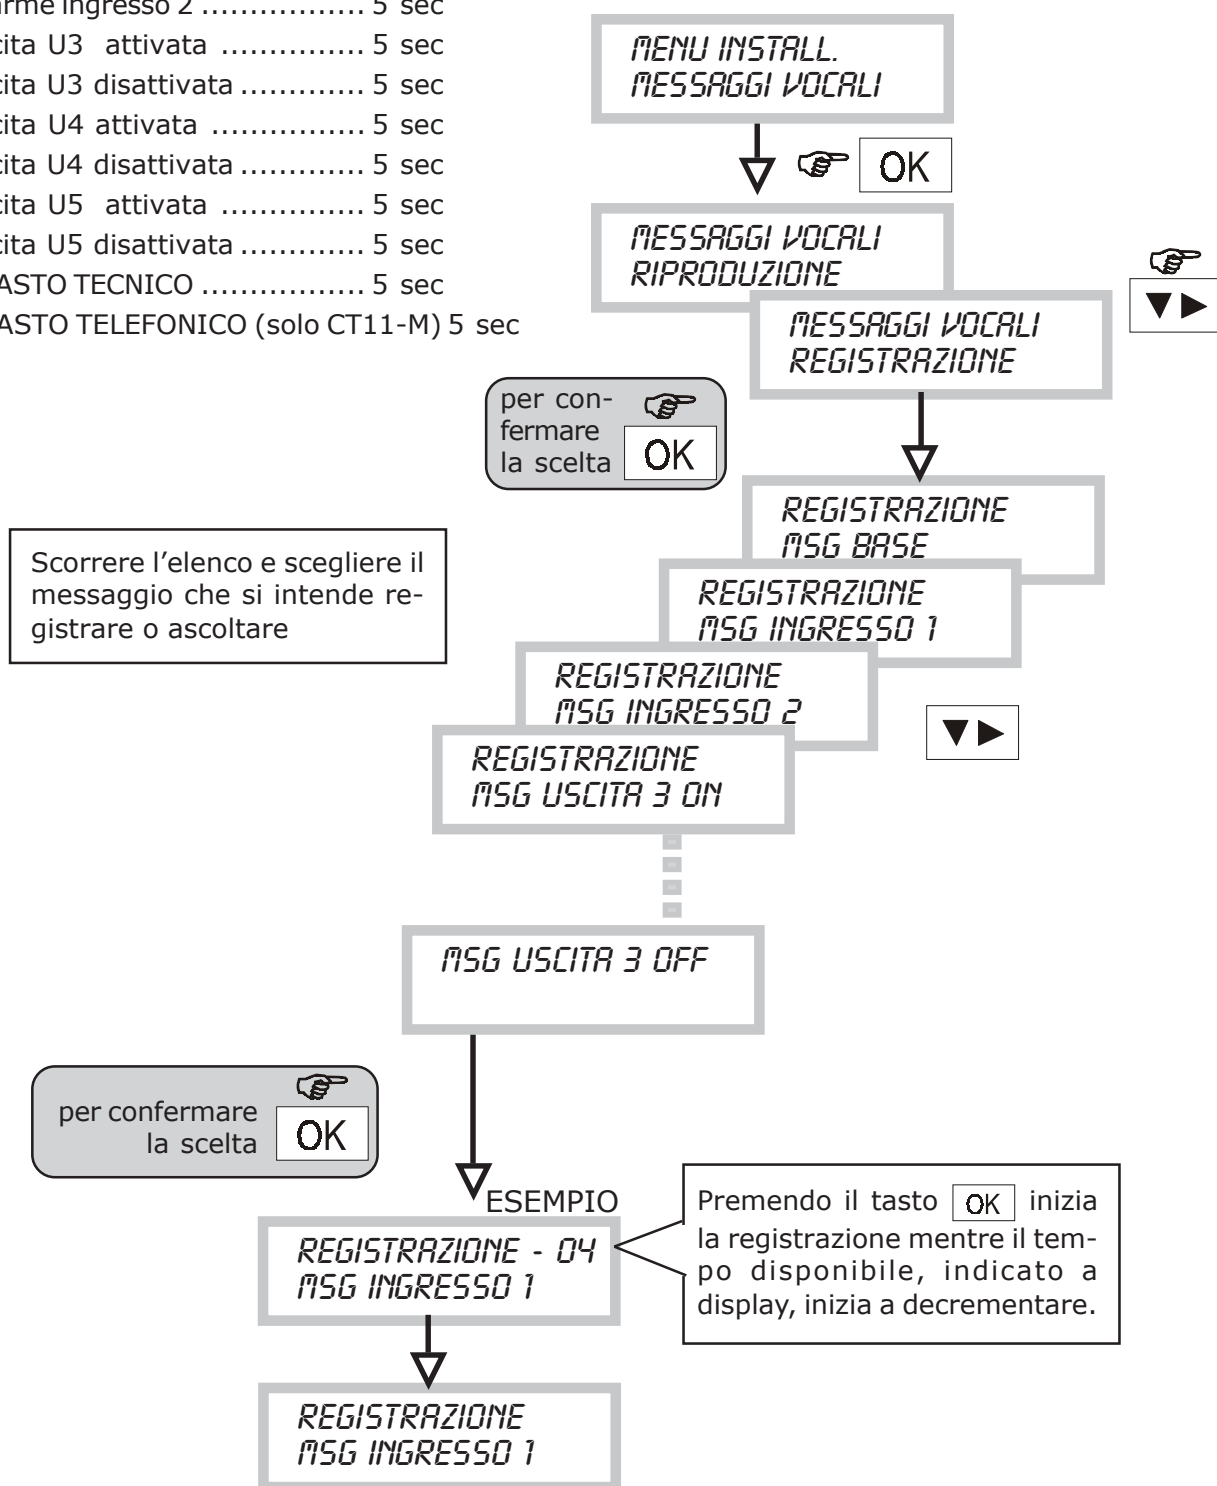 arme ingresso 2 ................. 5 sec
cita U3 attivata ............... 5 sec
cita U3 disattivata ............. 5 sec
cita U4 attivata ................ 5 sec
cita U4 disattivata ............. 5 sec
cita U5 attivata ............... 5 sec
cita U5 disattivata ............. 5 sec
ASTO TECNICO ................. 5 sec
ASTO TELEFONICO (solo CT11-M) 5 sec
MENU INSTALL.
MESSAGGI VOCALI
OK
MESSAGGI VOCALI
RIPRODUZIONE
MESSAGGI VOCALI
REGISTRAZIONE
per con-
fermare
la scelta
OK
REGISTRAZIONE
MSG BASE
Scorrere l'elenco e scegliere il
messaggio che si intende re-
gistrare o ascoltare
REGISTRAZIONE
MSG INGRESSO 1
REGISTRAZIONE
MSG INGRESSO 2
REGISTRAZIONE
MSG USCITA 3 ON
MSG USCITA 3 OFF
per confermare
la scelta
OK
ESEMPIO
REGISTRAZIONE - 04
MSG INGRESSO 1
Premendo il tasto OK inizia
la registrazione mentre il tem-
po disponibile, indicato a
display, inizia a decrementare.
REGISTRAZIONE
MSG INGRESSO 1